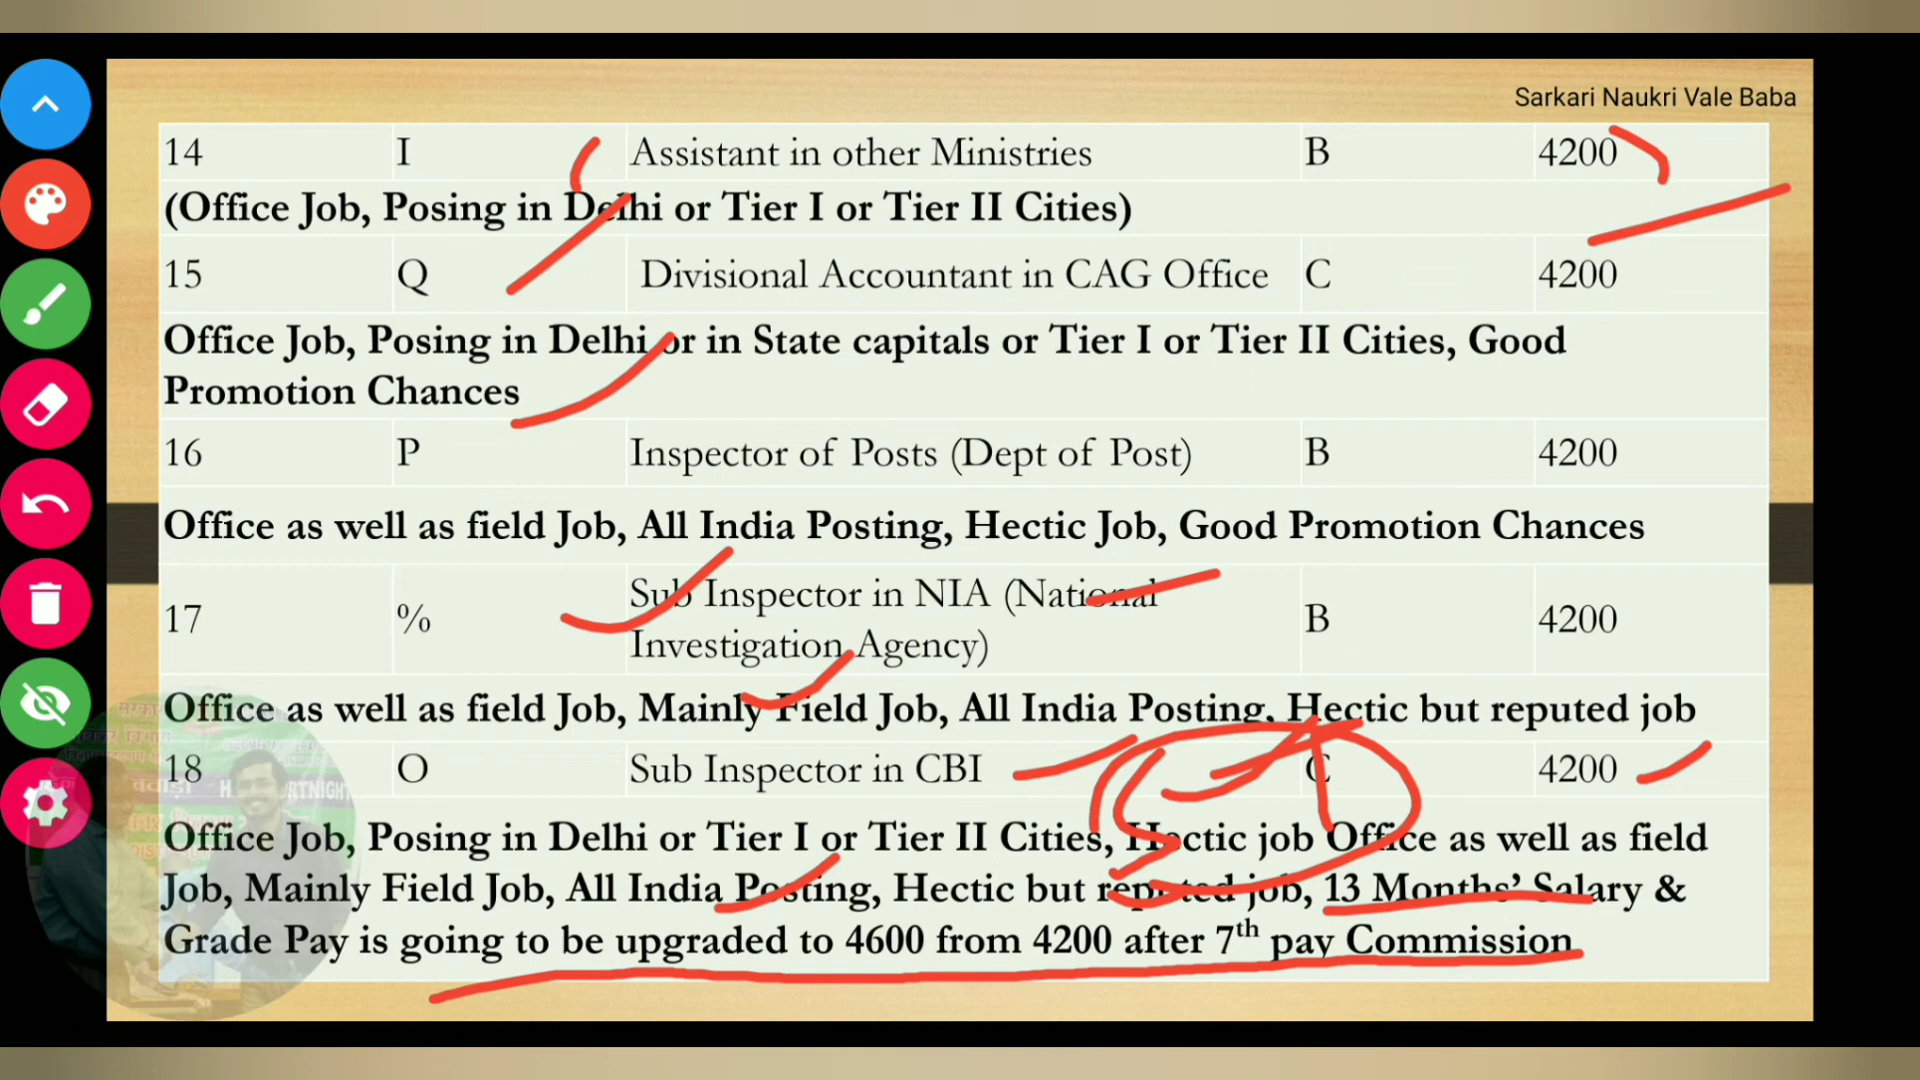 Sarkari Naukri Vale Baba
14 I Assistant in other Ministries B 4200
(Office Job, Posing in Delhi or Tier I or Tier II Cities)
15 Q Divisional Accountant in CAG Office C 4200
Office Job, Posing in Delhi or in State capitals or Tier I or Tier II Cities, Good
Promotion Chances
16 P Inspector of Posts (Dept of Post) B 4200
Office as well as field Job, All India Posting, Hectic Job, Good Promotion Chances
17 % Sub Inspector in NIA (National
Investigation Agency) B 4200
Office as well as field Job, Mainly Field Job, All India Posting, Hectic but reputed job
18 O Sub Inspector in CBI C 4200
Office Job, Posing in Delhi or Tier I or Tier II Cities, Hectic job Office as well as field
Job, Mainly Field Job, All India Posting, Hectic but reputed job, 13 Months’ Salary &
Grade Pay is going to be upgraded to 4600 from 4200 after 7th pay Commission